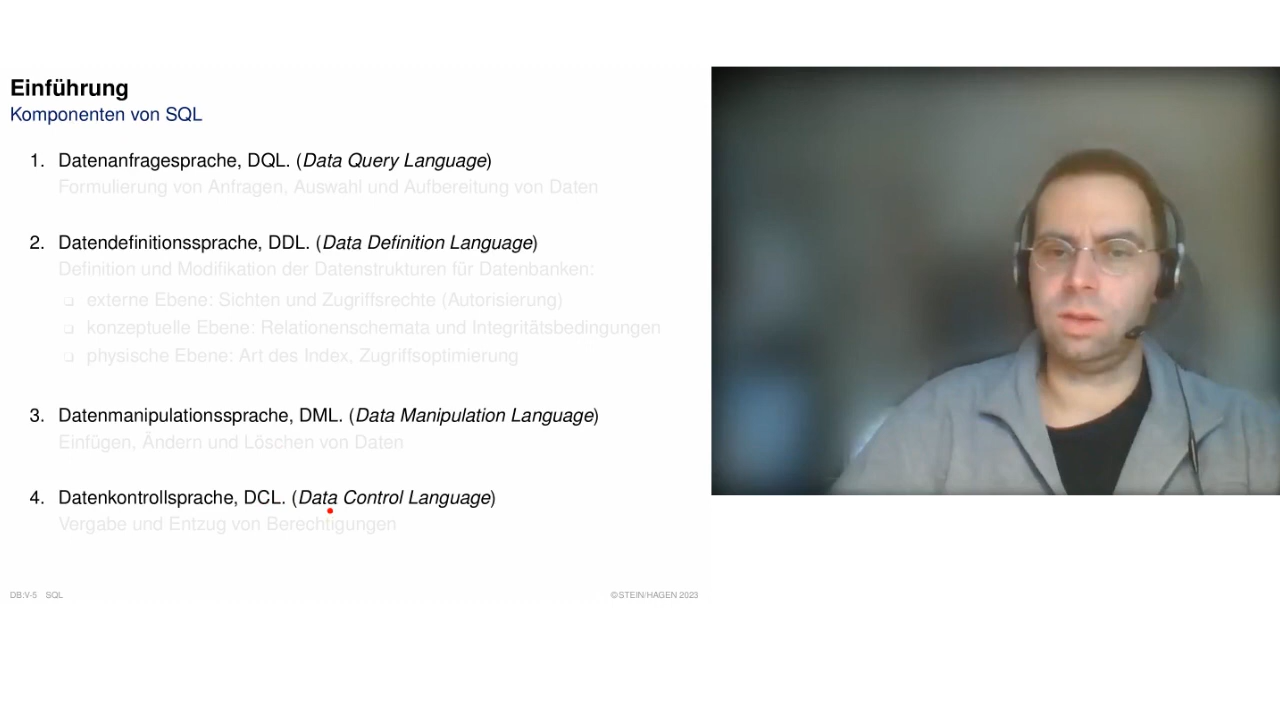 Einführung
Komponenten von SQL
1. Datenanfragesprache, DQL. (Data Query Language)
Formulierung von Anfragen, Auswahl und Aufbereitung von Daten
2. Datendefinitionssprache, DDL. (Data Definition Language)
Definition und Modifikation der Datenstrukturen für Datenbanken:
❑ externe Ebene: Sichten und Zugriffsrechte (Autorisierung)
❑ konzeptuelle Ebene: Relationenschemata und Integritätsbedingungen
❑ physische Ebene: Art des Index, Zugriffsoptimierung
3. Datenmanipulationssprache, DML. (Data Manipulation Language)
Einfügen, Ändern und Löschen von Daten
4. Datenkontrollsprache, DCL. (Data Control Language)
Vergabe und Entzug von Berechtigungen
DB:V-5 SQL
©STEIN/HAGEN 2023